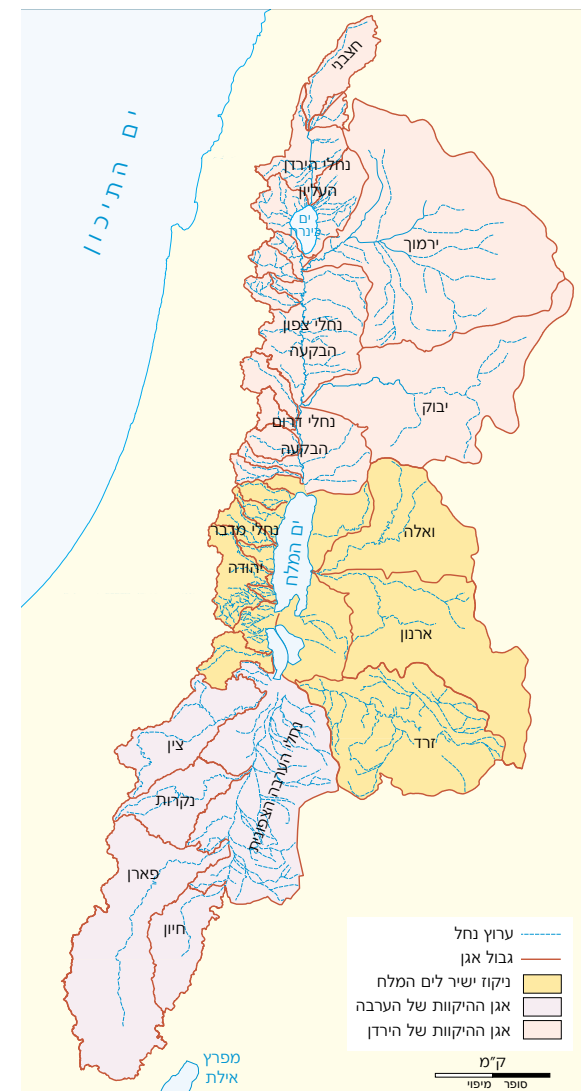 חצבני
ים התיכון
נחלי הירדן
העליון
ים
כינרת
ירמוך
נחלי צפון
הבקעה
יבוק
נחלי דרום
הבקעה
ואלה
נחלי מדבר
יהודה
ים המלח
ארנון
זרד
צין
נחלי הערבה הצפונית
נקרות
פארן
חיון
ערוץ נחל
גבול אגן
ניקוז ישיר לים המלח
אגן ההיקוות של הערבה
אגן ההיקוות של הירדן
ק"מ
סופר מיפוי
מפרץ
אילת